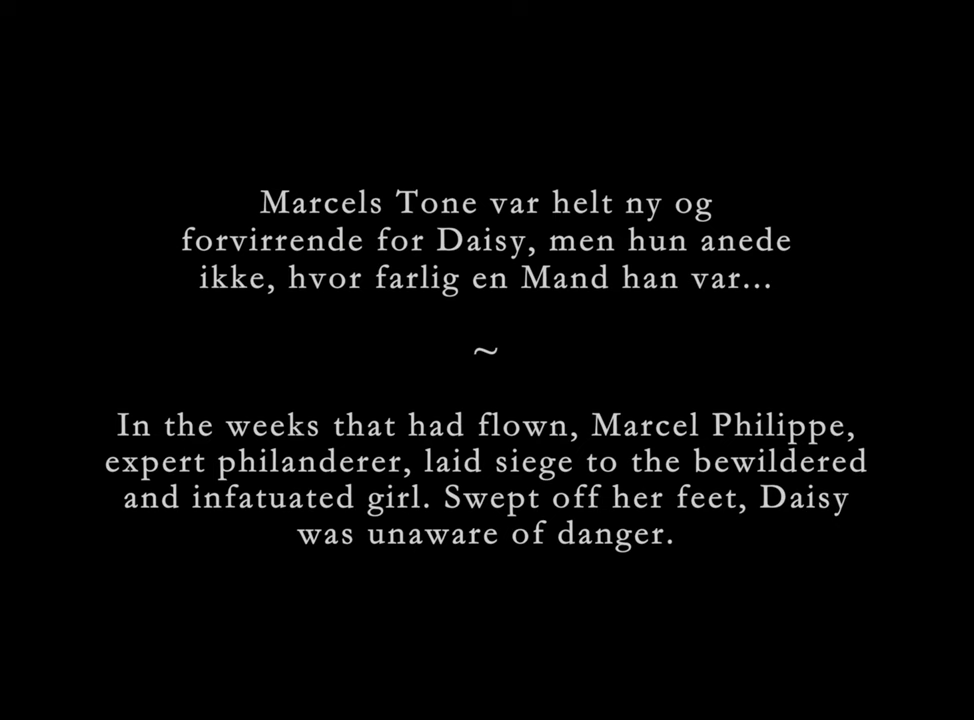 Marcels Tone var helt ny og
forvirrende for Daisy, men hun anede
ikke, hvor farlig en Mand han var...
~
In the weeks that had flown, Marcel Philippe,
expert philanderer, laid siege to the bewildered
and infatuated girl. Swept off her feet, Daisy
was unaware of danger.